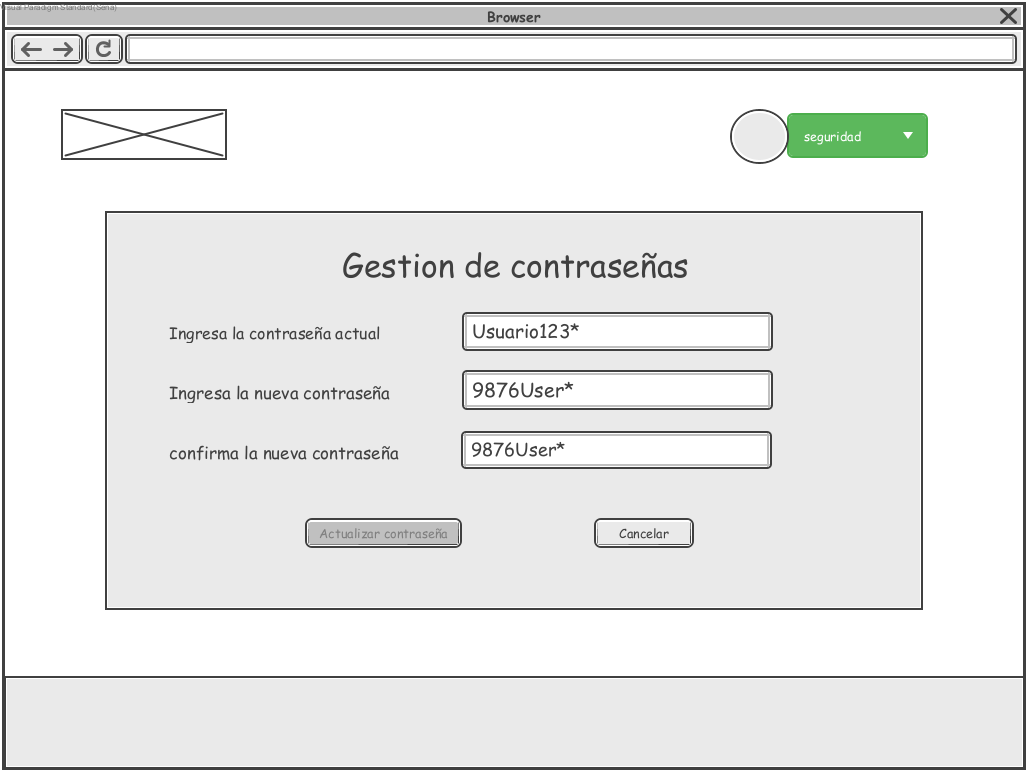 Visual Paradigm Standard(Sena)
Browser
seguridad
Gestion de contraseñas
Ingresa la contraseña actual
Usuario123*
Ingresa la nueva contraseña
9876User*
confirma la nueva contraseña
9876User*
Actualizar contraseña
Cancelar